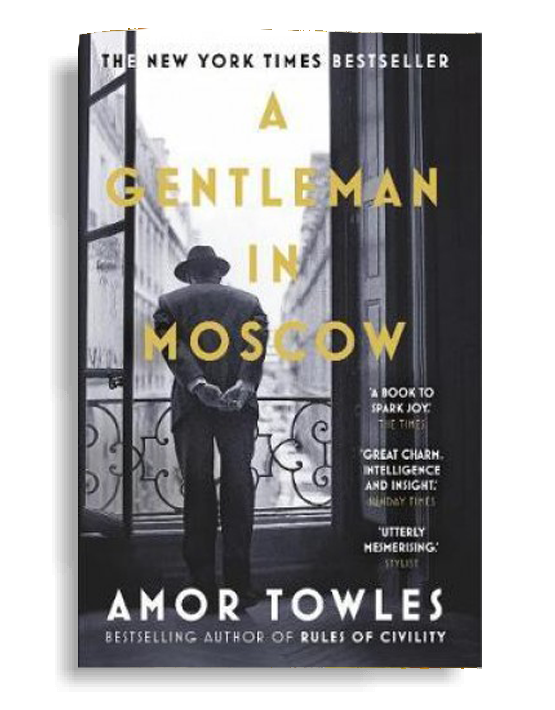 THE NEW YORK TIMES BESTSELLER
A
GENTLEMAN
IN
MOSCOW
'A BOOK TO
SPARK JOY.'
THE TIMES
'GREAT CHARM,
INTELLIGENCE
AND INSIGHT.'
SUNDAY TIMES
'UTTERLY
MESMERISING.'
STYLIST
AMOR TOWLES
BESTSELLING AUTHOR OF RULES OF CIVILITY